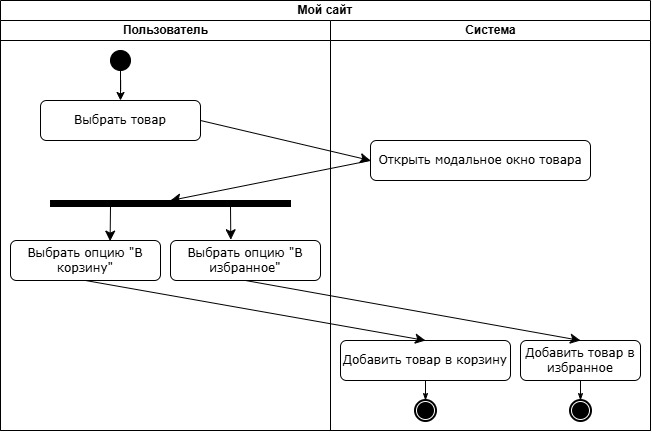 Мой сайт
Пользователь
Система
Выбрать товар
Открыть модальное окно товара
Выбрать опцию "В
корзину"
Выбрать опцию "В
избранное"
Добавить товар в корзину
Добавить товар в
избранное